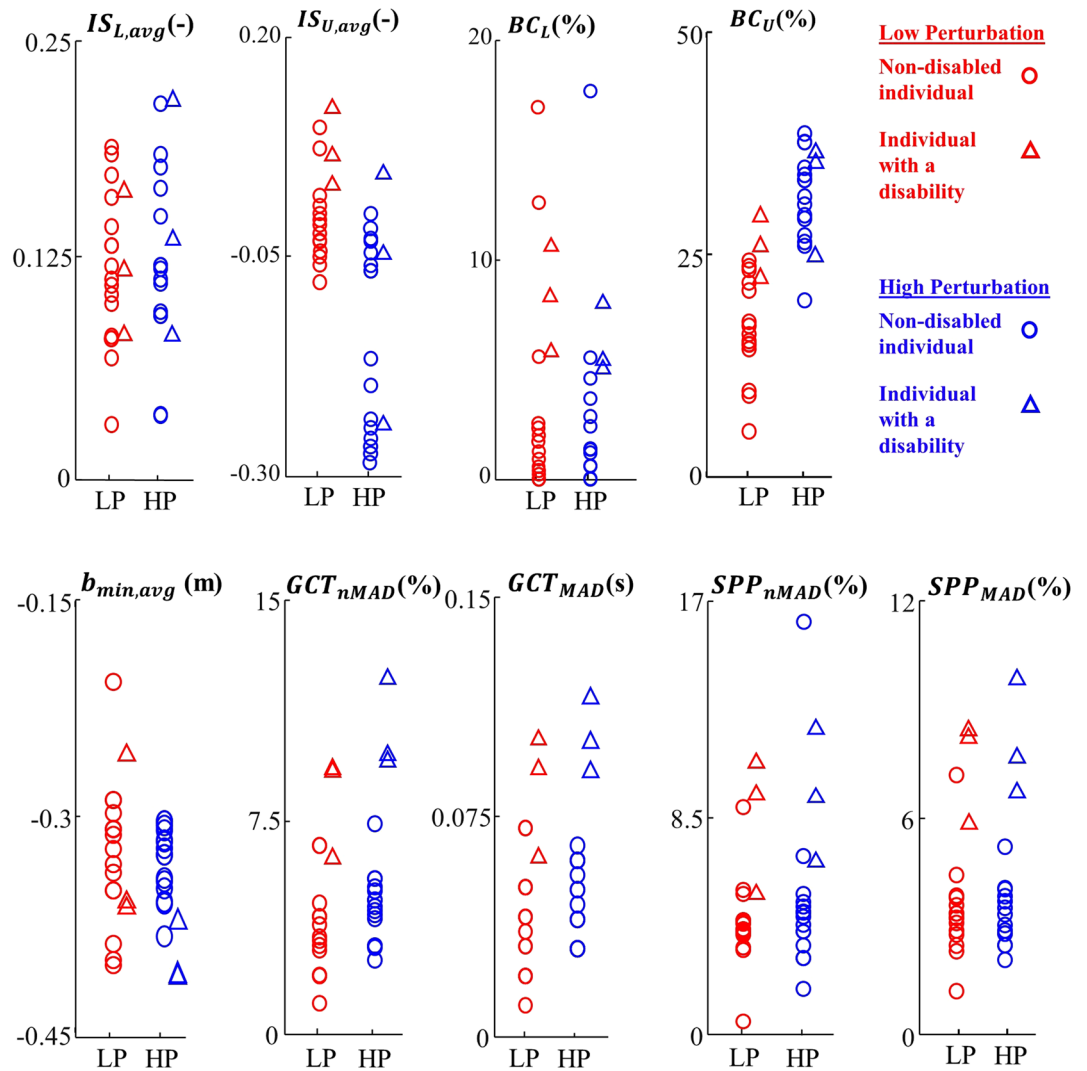 IS_L,avg(-)
0.25
0.125
0
LP HP
IS_U,avg(-)
0.20
-0.05
-0.30
LP HP
BC_L(%)
20
10
0
LP HP
BC_U(%)
50
25
0
LP HP
Low Perturbation
Non-disabled
individual
Individual
with a
disability
High Perturbation
Non-disabled
individual
Individual
with a
disability
b_min,avg (m)
-0.15
-0.3
-0.45
LP HP
GCT_nMAD(%)
15
7.5
0
LP HP
GCT_MAD(s)
0.15
0.075
0
LP HP
SPP_nMAD(%)
17
8.5
0
LP HP
SPP_MAD(%)
12
6
0
LP HP